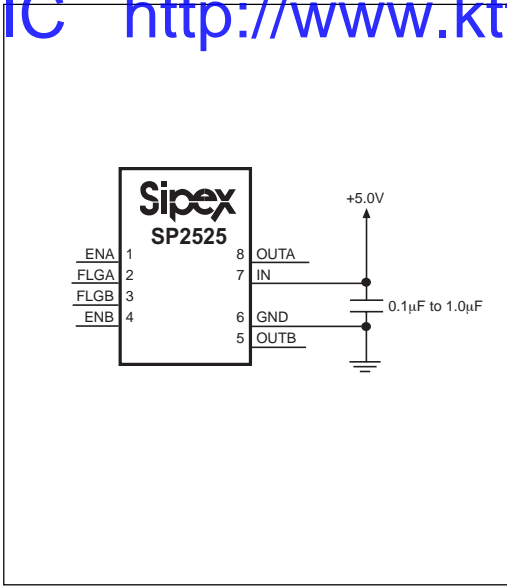 IC http://www.kt
Sipex
SP2525
+5.0V
ENA 1 8 OUTA
FLGA 2 7 IN
FLGB 3
0.1µF to 1.0µF
ENB 4 6 GND
5 OUTB